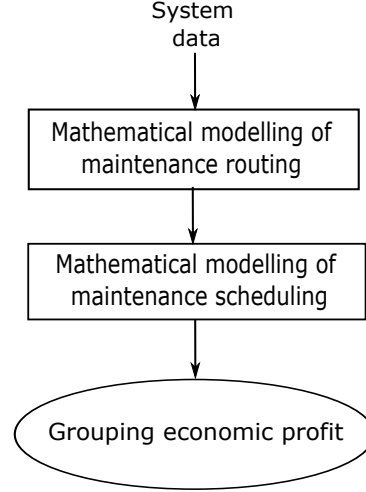 System
data
Mathematical modelling of
maintenance routing
Mathematical modelling of
maintenance scheduling
Grouping economic profit